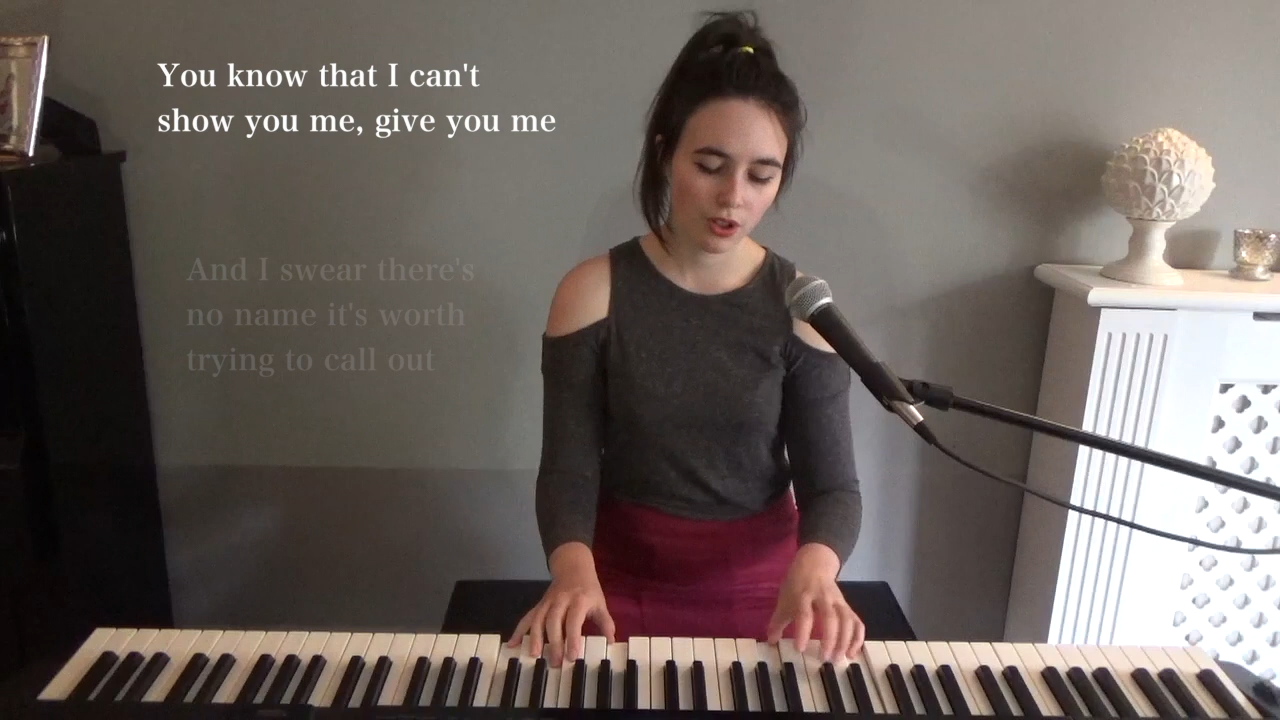 You know that I can't
show you me, give you me
And I swear there's
no name it's worth
trying to call out